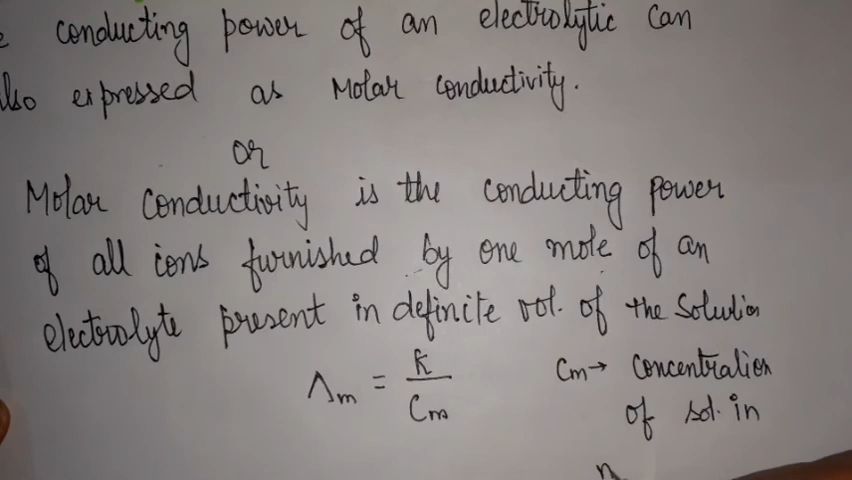 conducting power of an electrolytic can
also expressed as Molar conductivity.
or
Molar Conductivity is the conducting power
of all ions furnished by one mole of an
electrolyte present in definite vol. of the Solution
Λm = K / Cm Cm→ Concentration
of sol. in